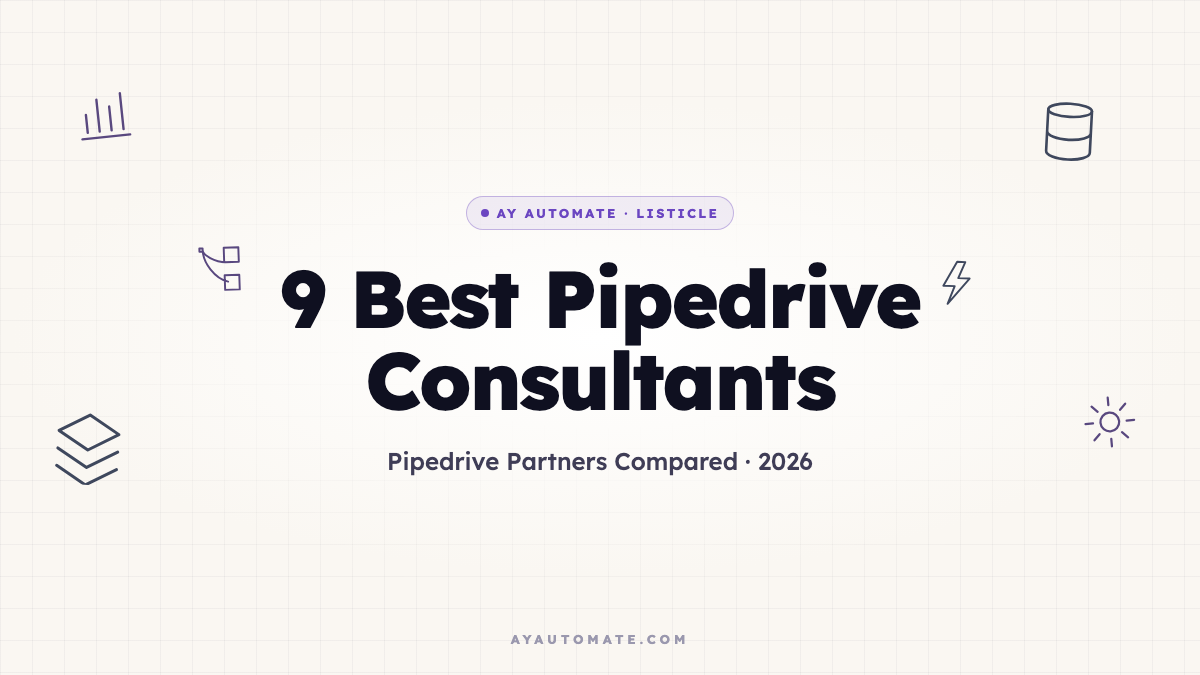 AY AUTOMATE · LISTICLE
9 Best Pipedrive
Consultants
Pipedrive Partners Compared · 2026
AYAUTOMATE.COM